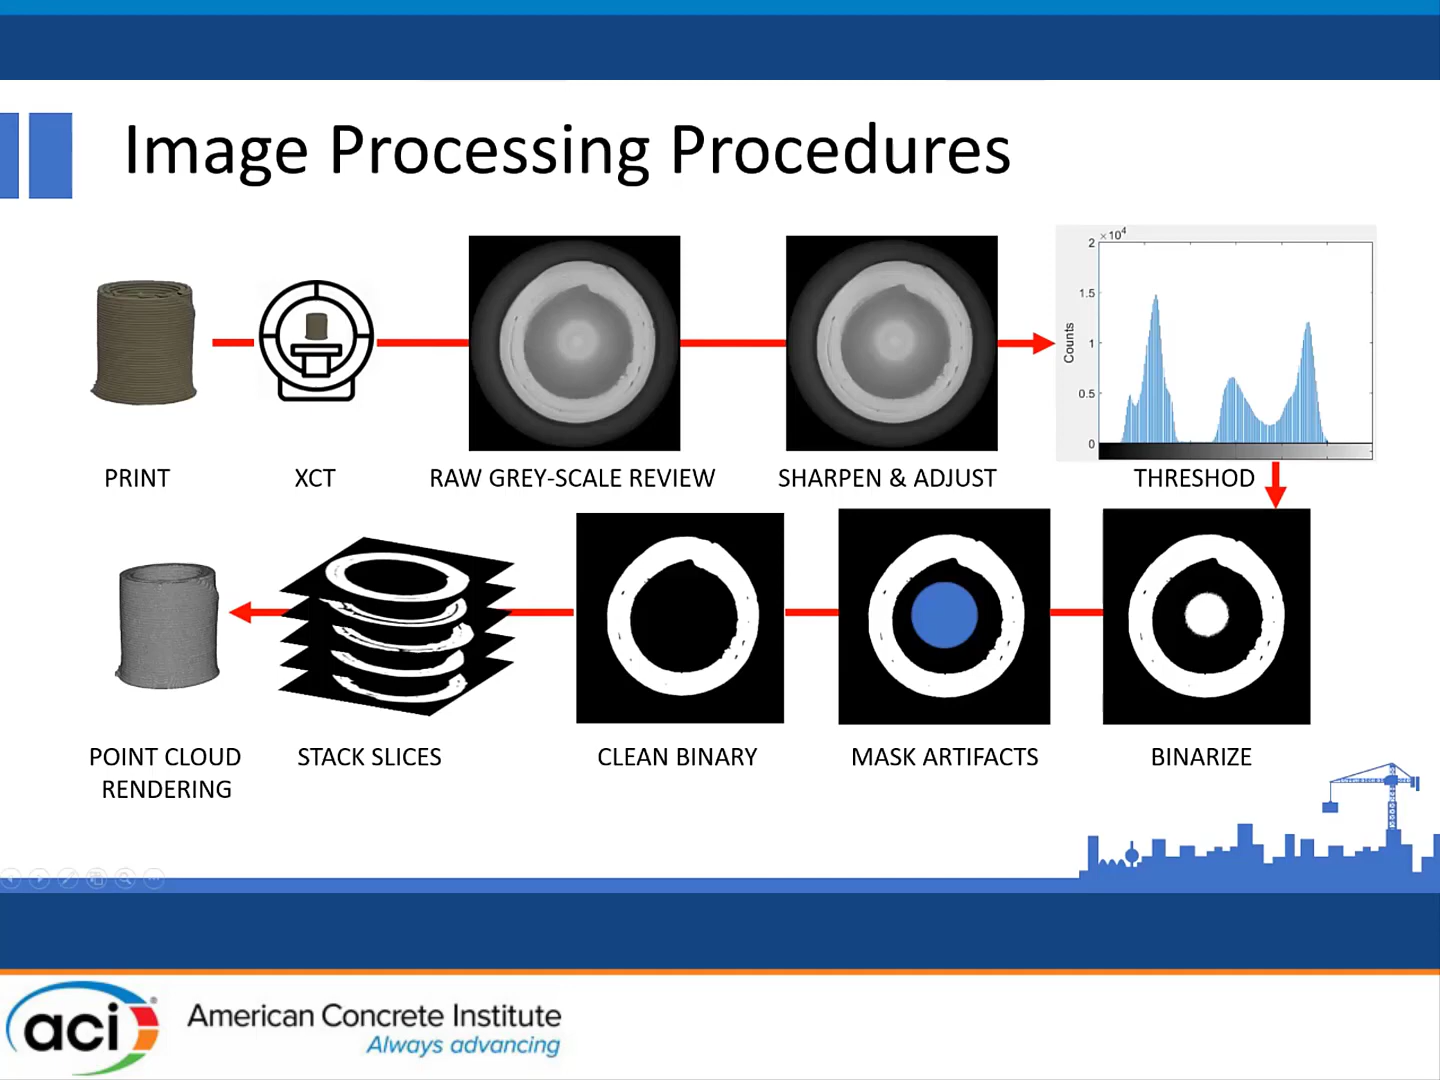 Image Processing Procedures
2 ×10⁴
1.5
1
0.5
0
Counts
PRINT
XCT
RAW GREY-SCALE REVIEW
SHARPEN & ADJUST
THRESHOD
POINT CLOUD
RENDERING
STACK SLICES
CLEAN BINARY
MASK ARTIFACTS
BINARIZE
aci®
American Concrete Institute
Always advancing